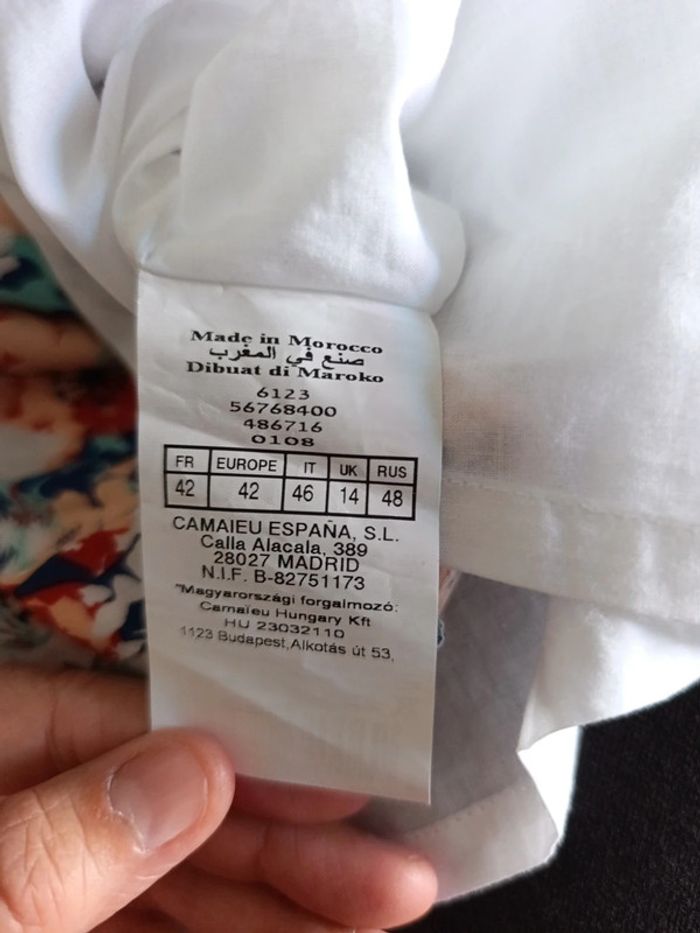 Made in Morocco
صنع في المغرب
Dibuat di Maroko
6123
56768400
486716
0108
FR EUROPE IT UK RUS
42 42 46 14 48
CAMAIEU ESPAÑA, S.L.
Calla Alacala, 389
28027 MADRID
N.I.F. B-82751173
"Magyarországi forgalmozó:
Camaïeu Hungary Kft
HU 23032110
1123 Budapest,Alkotás út 53,